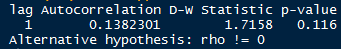 lag Autocorrelation D-W Statistic p-value
1 0.1382301 1.7158 0.116
Alternative hypothesis: rho != 0